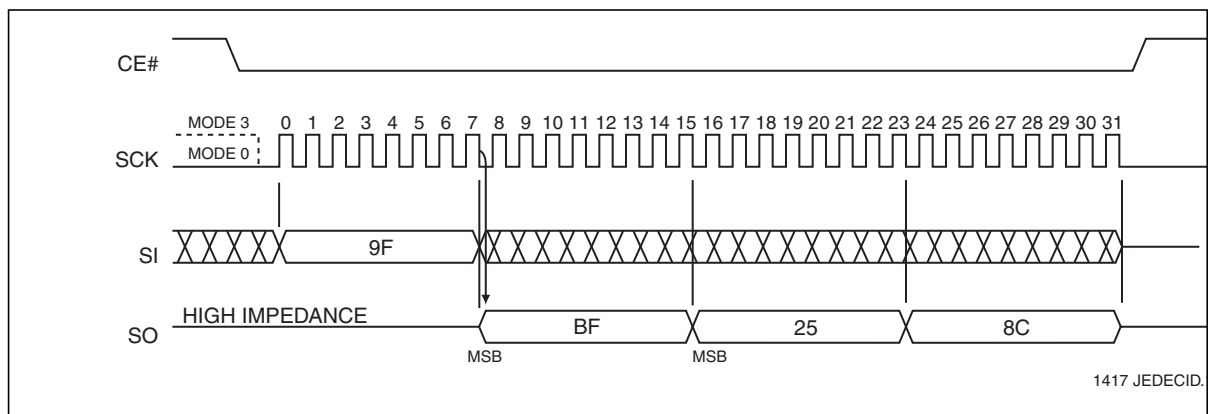 CE#
MODE 3
0 1 2 3 4 5 6 7 8 9 10 11 12 13 14 15 16 17 18 19 20 21 22 23 24 25 26 27 28 29 30 31
SCK
MODE 0
SI
9F
HIGH IMPEDANCE
SO
BF
25
8C
MSB
MSB
1417 JEDECID.